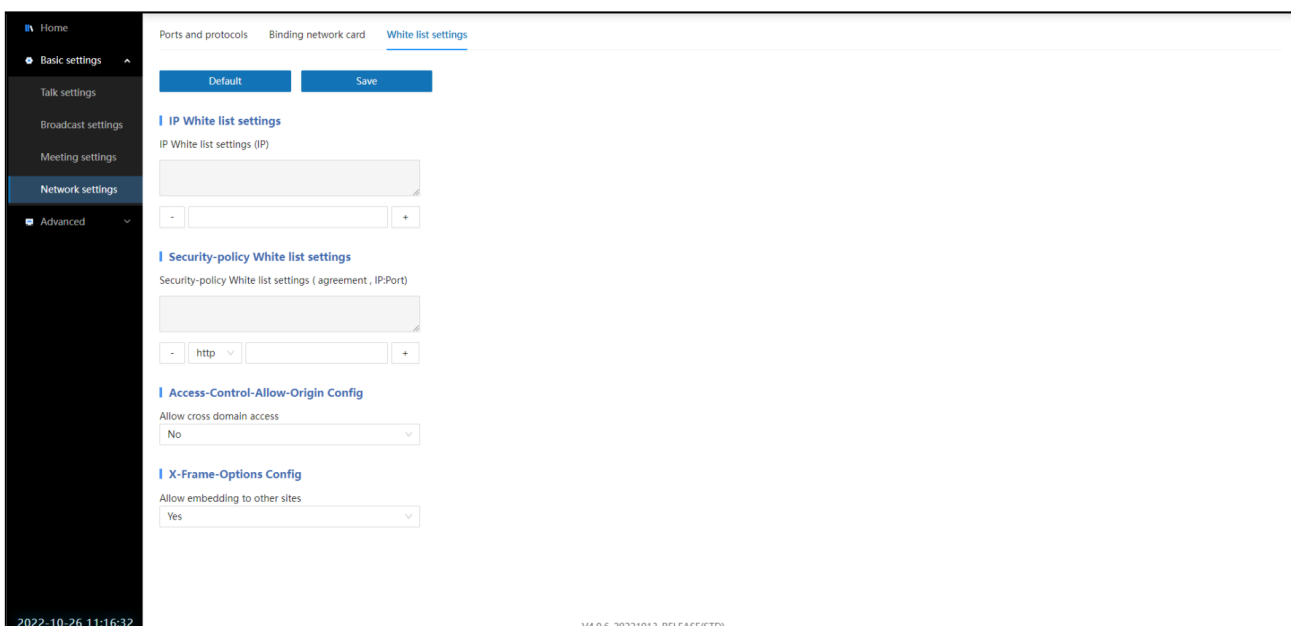 Home
Basic settings
Talk settings
Broadcast settings
Meeting settings
Network settings
Advanced
2022-10-26 11:16:32
Ports and protocols Binding network card White list settings
Default Save
IP White list settings
IP White list settings (IP)
- +
Security-policy White list settings
Security-policy White list settings ( agreement , IP:Port)
- http +
Access-Control-Allow-Origin Config
Allow cross domain access
No
X-Frame-Options Config
Allow embedding to other sites
Yes